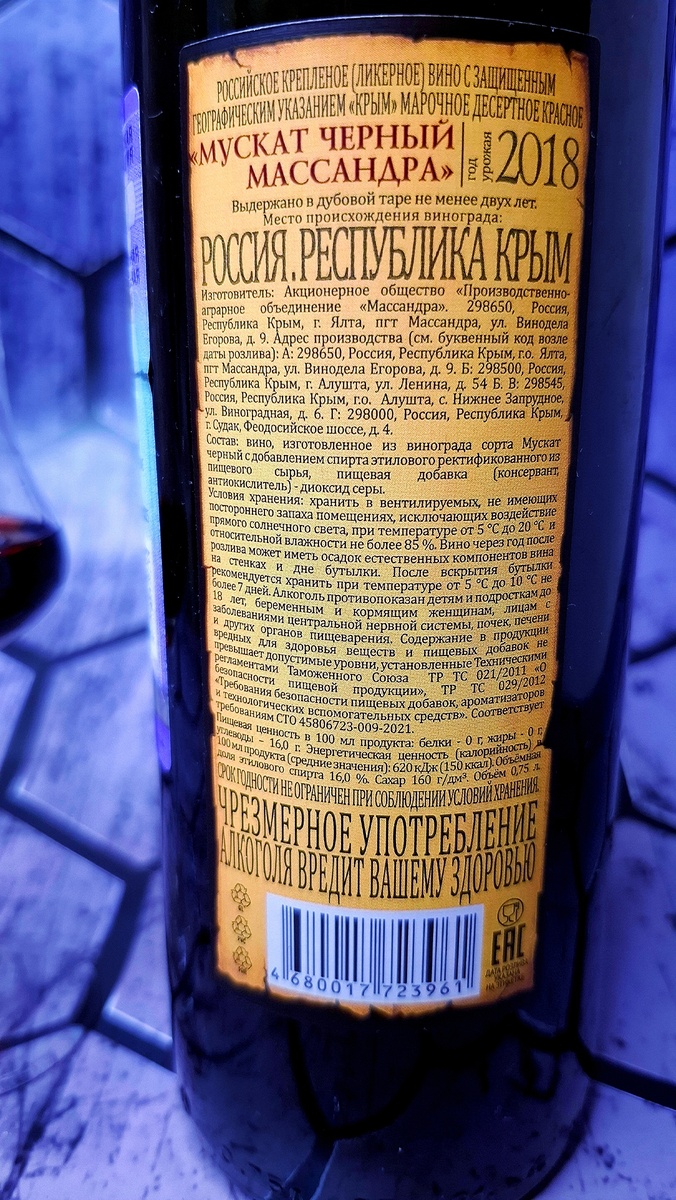 РОССИЙСКОЕ КРЕПЛЕНОЕ (ЛИКЕРНОЕ) ВИНО С ЗАЩИЩЕННЫМ
ГЕОГРАФИЧЕСКИМ УКАЗАНИЕМ «КРЫМ» МАРОЧНОЕ ДЕСЕРТНОЕ КРАСНОЕ
«МУСКАТ ЧЕРНЫЙ
МАССАНДРА»
год
урожая
2018
Выдержано в дубовой таре не менее двух лет.
Место происхождения винограда:
РОССИЯ. РЕСПУБЛИКА КРЫМ
Изготовитель: Акционерное общество «Производственно-
аграрное объединение «Массандра». 298650, Россия,
Республика Крым, г. Ялта, пгт Массандра, ул. Винодела
Егорова, д. 9. Адрес производства (см. буквенный код возле
даты розлива): А: 298650, Россия, Республика Крым, г.о. Ялта,
пгт Массандра, ул. Винодела Егорова, д. 9. Б: 298500, Россия,
Республика Крым, г. Алушта, ул. Ленина, д. 54 Б. В: 298545,
Россия, Республика Крым, г.о. Алушта, с. Нижнее Запрудное,
ул. Виноградная, д. 6. Г: 298000, Россия, Республика Крым,
г. Судак, Феодосийское шоссе, д. 4.
Состав: вино, изготовленное из винограда сорта Мускат
черный с добавлением спирта этилового ректификованного из
пищевого сырья, пищевая добавка (консервант,
антиокислитель) - диоксид серы.
Условия хранения: хранить в вентилируемых, не имеющих
постороннего запаха помещениях, исключающих воздействие
прямого солнечного света, при температуре от 5 °С до 20 °С и
относительной влажности не более 85 %. Вино через год после
розлива может иметь осадок естественных компонентов вина
на стенках и дне бутылки. После вскрытия бутылки
рекомендуется хранить при температуре от 5 °С до 10 °С не
более 7 дней. Алкоголь противопоказан детям и подросткам до
18 лет, беременным и кормящим женщинам, лицам с
заболеваниями центральной нервной системы, почек, печени
и других органов пищеварения. Содержание в продукции
вредных для здоровья веществ и пищевых добавок не
превышает допустимые уровни, установленные Техническими
регламентами Таможенного Союза ТР ТС 021/2011 «О
безопасности пищевой продукции», ТР ТС 029/2012
«Требования безопасности пищевых добавок, ароматизаторов
и технологических вспомогательных средств». Соответствует
требованиям СТО 45806723-009-2021.
Пищевая ценность в 100 мл продукта: белки - 0 г, жиры - 0 г,
углеводы – 16,0 г. Энергетическая ценность (калорийность) в
100 мл продукта (средние значения): 620 кДж (150 ккал). Объёмная
доля этилового спирта 16,0 %. Сахар 160 г/дм³. Объём 0,75 л.
СРОК ГОДНОСТИ НЕ ОГРАНИЧЕН ПРИ СОБЛЮДЕНИИ УСЛОВИЙ ХРАНЕНИЯ.
ЧРЕЗМЕРНОЕ УПОТРЕБЛЕНИЕ
АЛКОГОЛЯ ВРЕДИТ ВАШЕМУ ЗДОРОВЬЮ
EAC
ДАТА РОЗЛИВА
УКАЗАНА
4 680017 723961